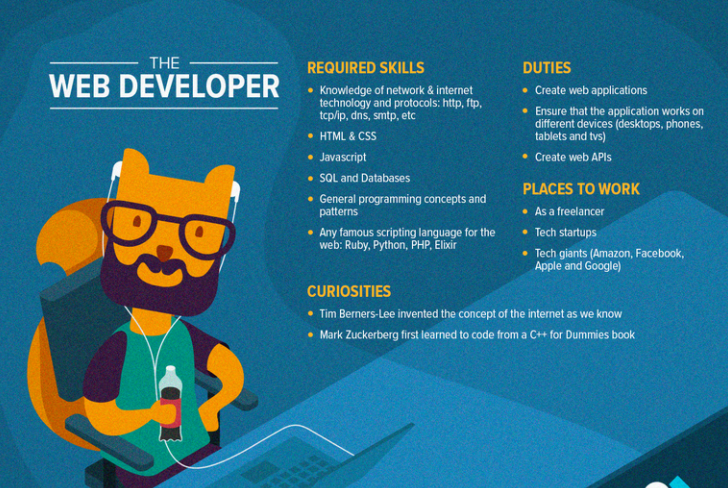 THE
WEB DEVELOPER
REQUIRED SKILLS
Knowledge of network & internet
technology and protocols: http, ftp,
tcp/ip, dns, smtp, etc
HTML & CSS
Javascript
SQL and Databases
General programming concepts and
patterns
Any famous scripting language for the
web: Ruby, Python, PHP, Elixir
DUTIES
Create web applications
Ensure that the application works on
different devices (desktops, phones,
tablets and tvs)
Create web APIs
PLACES TO WORK
As a freelancer
Tech startups
Tech giants (Amazon, Facebook,
Apple and Google)
CURIOSITIES
Tim Berners-Lee invented the concept of the internet as we know
Mark Zuckerberg first learned to code from a C++ for Dummies book